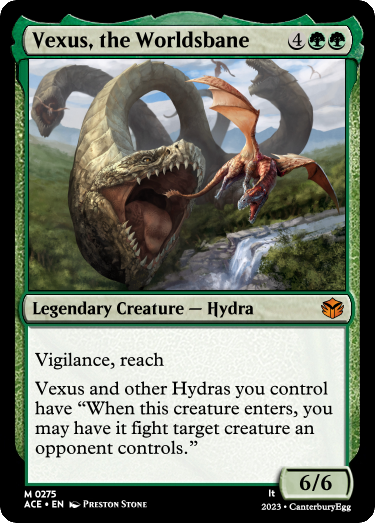 Vexus, the Worldsbane 4
Legendary Creature — Hydra
Vigilance, reach
Vexus and other Hydras you control
have “When this creature enters, you
may have it fight target creature an
opponent controls.”
6/6
M 0275 It
ACE • EN Preston Stone 2023 • CanterburyEgg